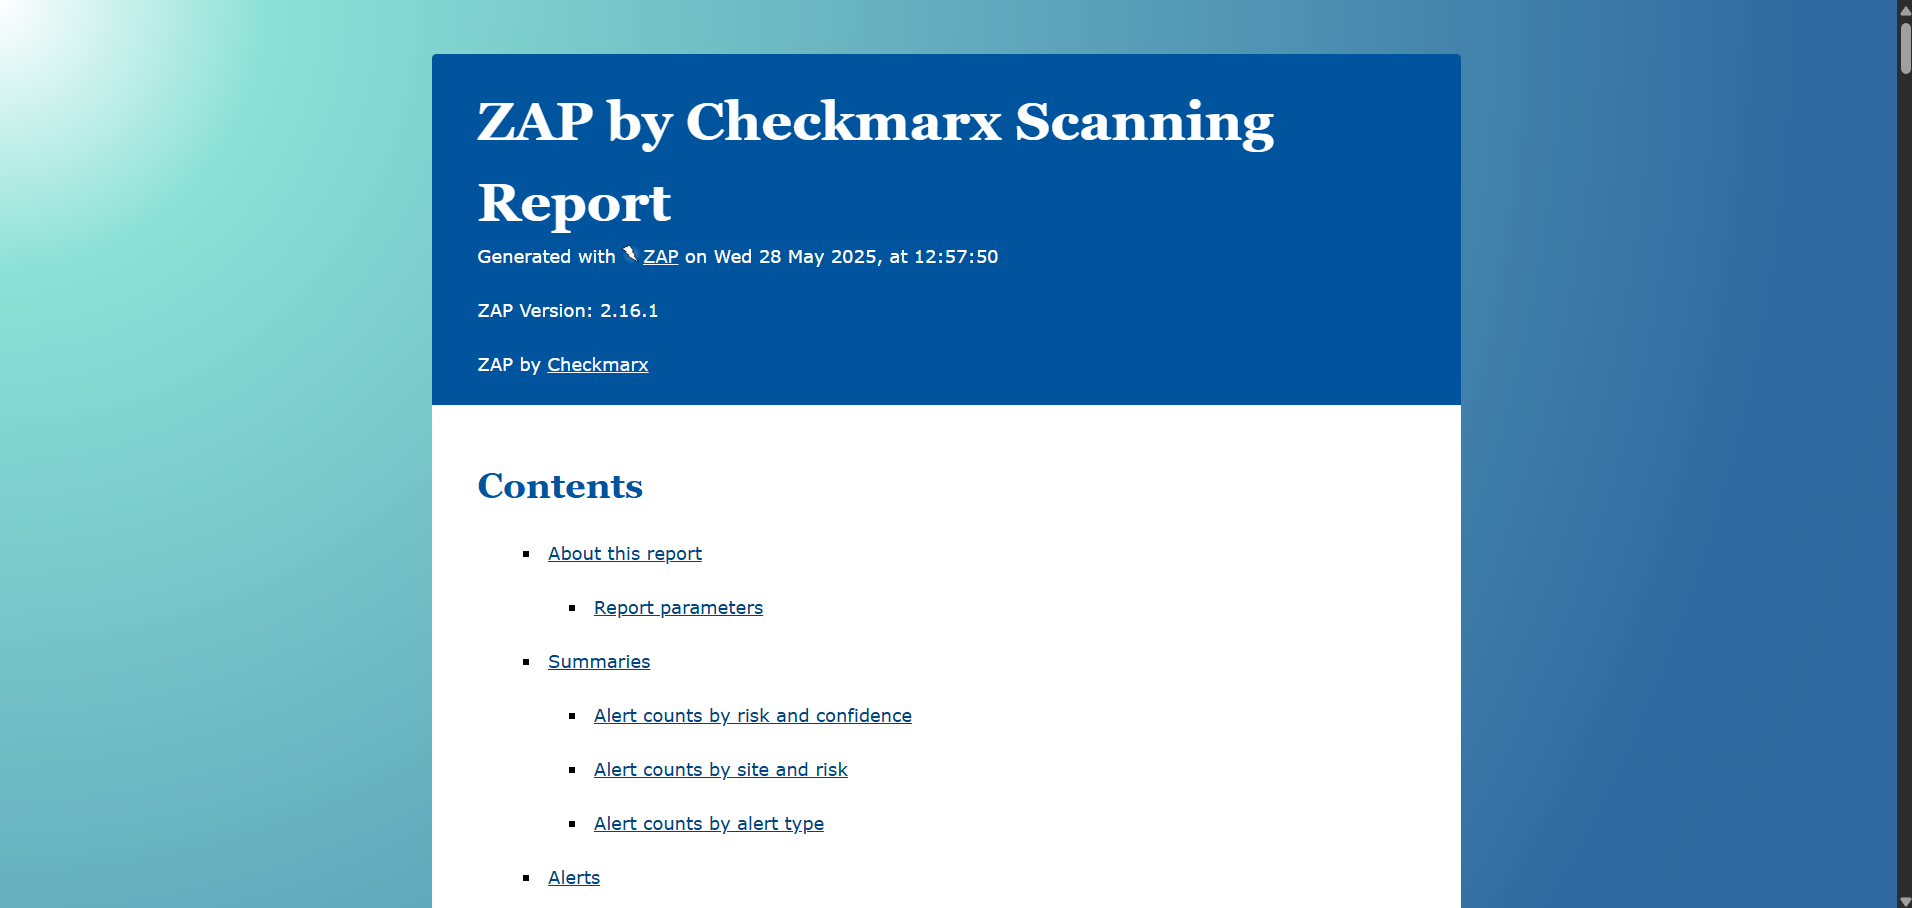 ZAP by Checkmarx Scanning
Report
Generated with ZAP on Wed 28 May 2025, at 12:57:50
ZAP Version: 2.16.1
ZAP by Checkmarx
Contents
About this report
Report parameters
Summaries
Alert counts by risk and confidence
Alert counts by site and risk
Alert counts by alert type
Alerts